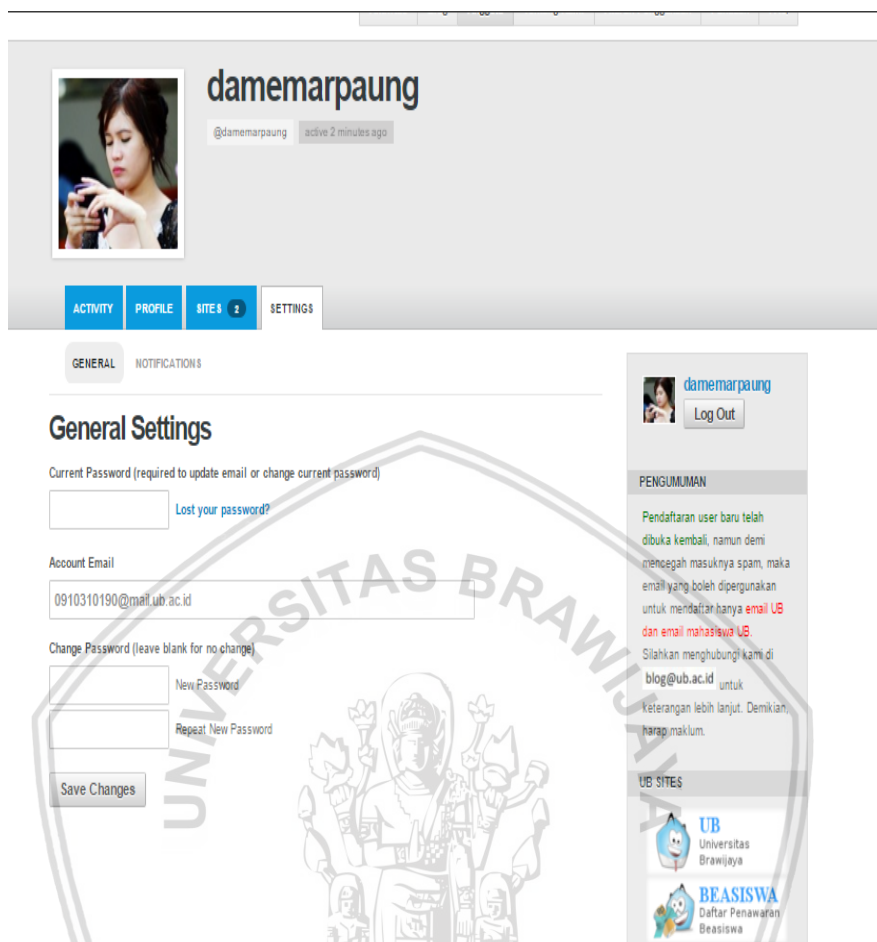 damemarpaung
@damemarpaung active 2 minutes ago
ACTIVITY PROFILE SITES 2 SETTINGS
GENERAL NOTIFICATIONS
General Settings
Current Password (required to update email or change current password)
Lost your password?
Account Email
0910310190@mail.ub.ac.id
Change Password (leave blank for no change)
New Password
Repeat New Password
Save Changes
damemarpaung
Log Out
PENGUMUMAN
Pendaftaran user baru telah
dibuka kembali, namun demi
mencegah masuknya spam, maka
email yang boleh dipergunakan
untuk mendaftar hanya email UB
dan email mahasiswa UB.
Silahkan menghubungi kami di
blog@ub.ac.id untuk
keterangan lebih lanjut. Demikian,
harap maklum.
UB SITES
UB
Universitas
Brawijaya
BEASISWA
Daftar Penawaran
Beasiswa
UNIVERSITAS BRAWIJAYA